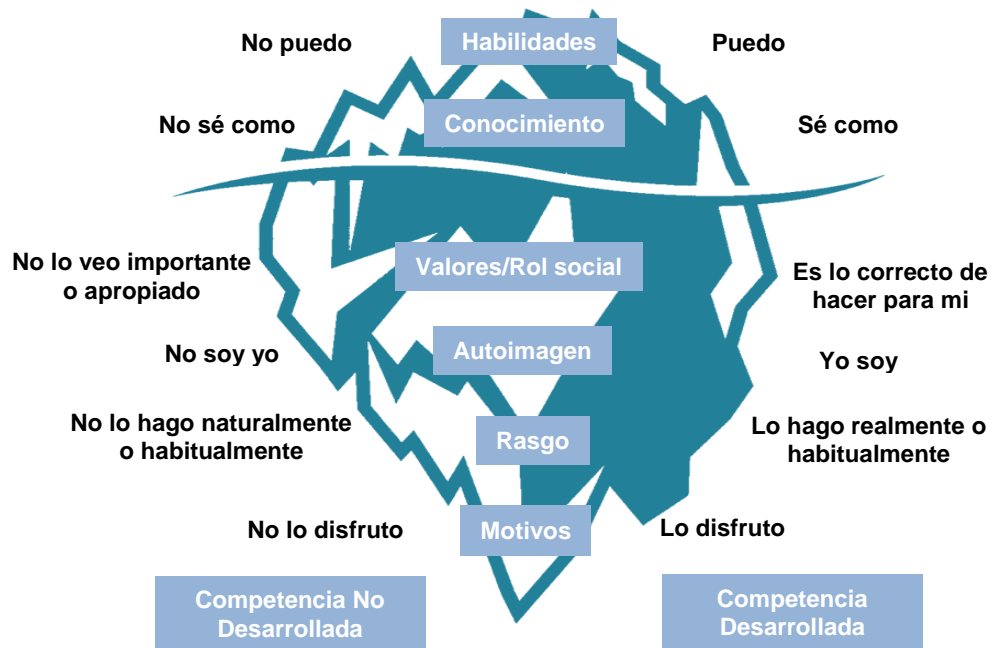 No puedo
Habilidades
Puedo
No sé como
Conocimiento
Sé como
No lo veo importante
o apropiado
Valores/Rol social
Es lo correcto de
hacer para mi
No soy yo
Autoimagen
Yo soy
No lo hago naturalmente
o habitualmente
Rasgo
Lo hago realmente o
habitualmente
No lo disfruto
Motivos
Lo disfruto
Competencia No
Desarrollada
Competencia
Desarrollada